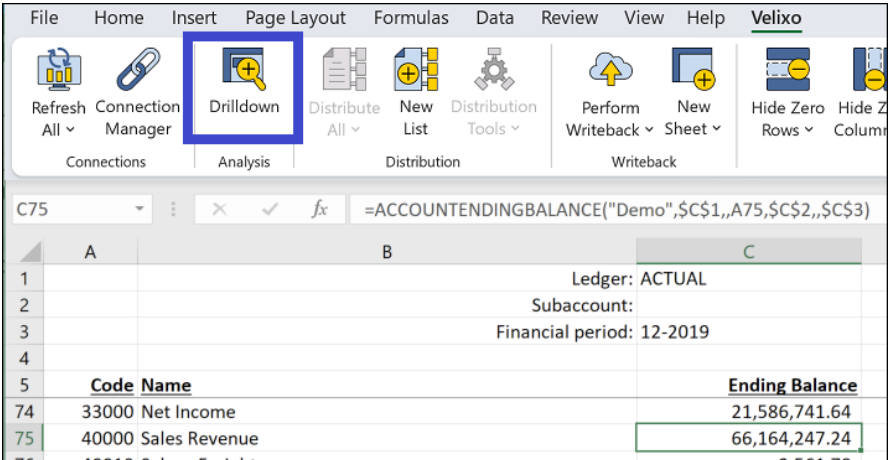 File Home Insert Page Layout Formulas Data Review View Help Velixo
Refresh All Connection Manager Drilldown Distribute All New List Distribution Tools Perform Writeback New Sheet Hide Zero Rows Hide
Connections Analysis Distribution Writeback
C75 fx =ACCOUNTENDINGBALANCE("Demo",$C$1,,A75,$C$2,,$C$3)
A B C
1 Ledger: ACTUAL
2 Subaccount:
3 Financial period: 12-2019
4
5 Code Name Ending Balance
74 33000 Net Income 21,586,741.64
75 40000 Sales Revenue 66,164,247.24